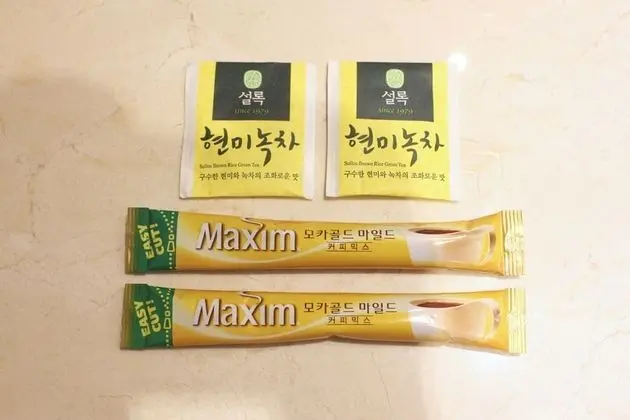 설록
since 1979
현미녹차
Sulloc Brown Rice Green Tea
구수한 현미와 녹차의 조화로운 맛
설록
since 1979
현미녹차
Sulloc Brown Rice Green Tea
구수한 현미와 녹차의 조화로운 맛
EASY CUT!
Maxim 모카골드 마일드
커피믹스
EASY CUT!
Maxim 모카골드 마일드
커피믹스